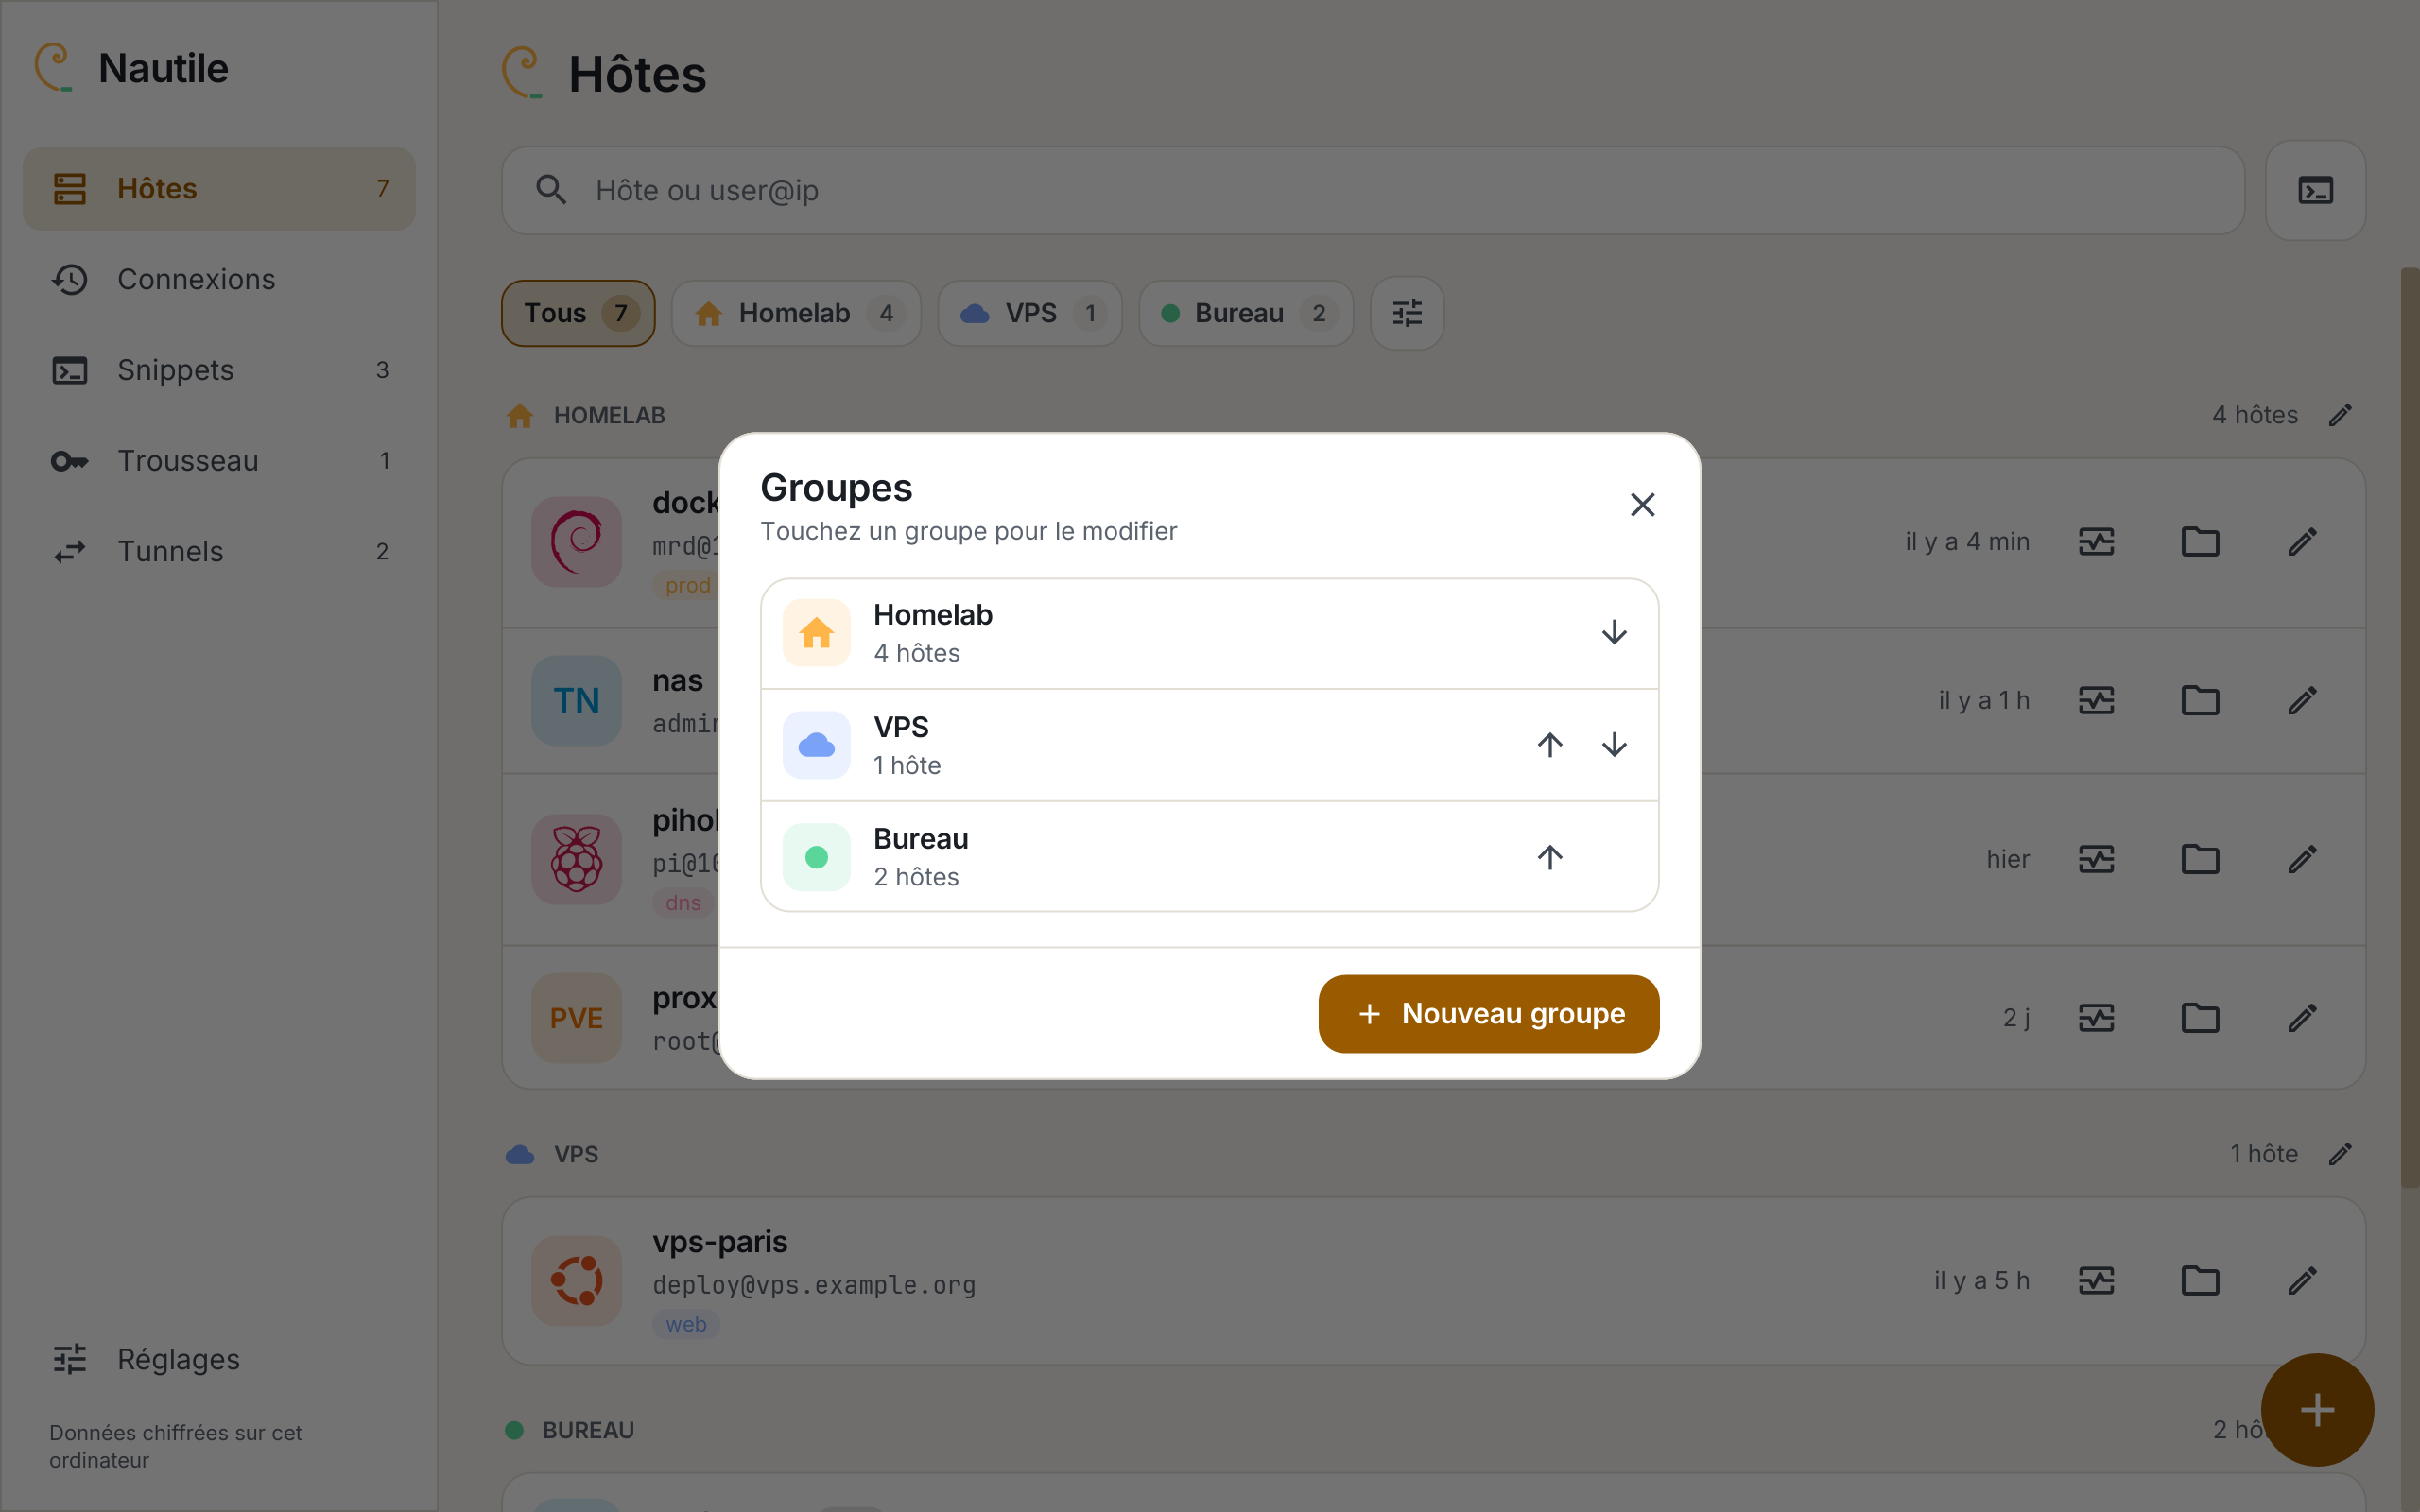 Nautile
Hôtes 7
Connexions
Snippets 3
Trousseau 1
Tunnels 2
Réglages
Données chiffrées sur cet
ordinateur
Hôtes
Hôte ou user@ip
Tous 7 Homelab 4 VPS 1 Bureau 2
HOMELAB 4 hôtes
dock
mrd@1
prod
il y a 4 min
TN
nas
admin
il y a 1 h
pihol
pi@10
dns
hier
PVE
prox
root@
2 j
VPS 1 hôte
vps-paris
deploy@vps.example.org
web
il y a 5 h
BUREAU 2 hô
Groupes
Touchez un groupe pour le modifier
Homelab
4 hôtes
VPS
1 hôte
Bureau
2 hôtes
Nouveau groupe